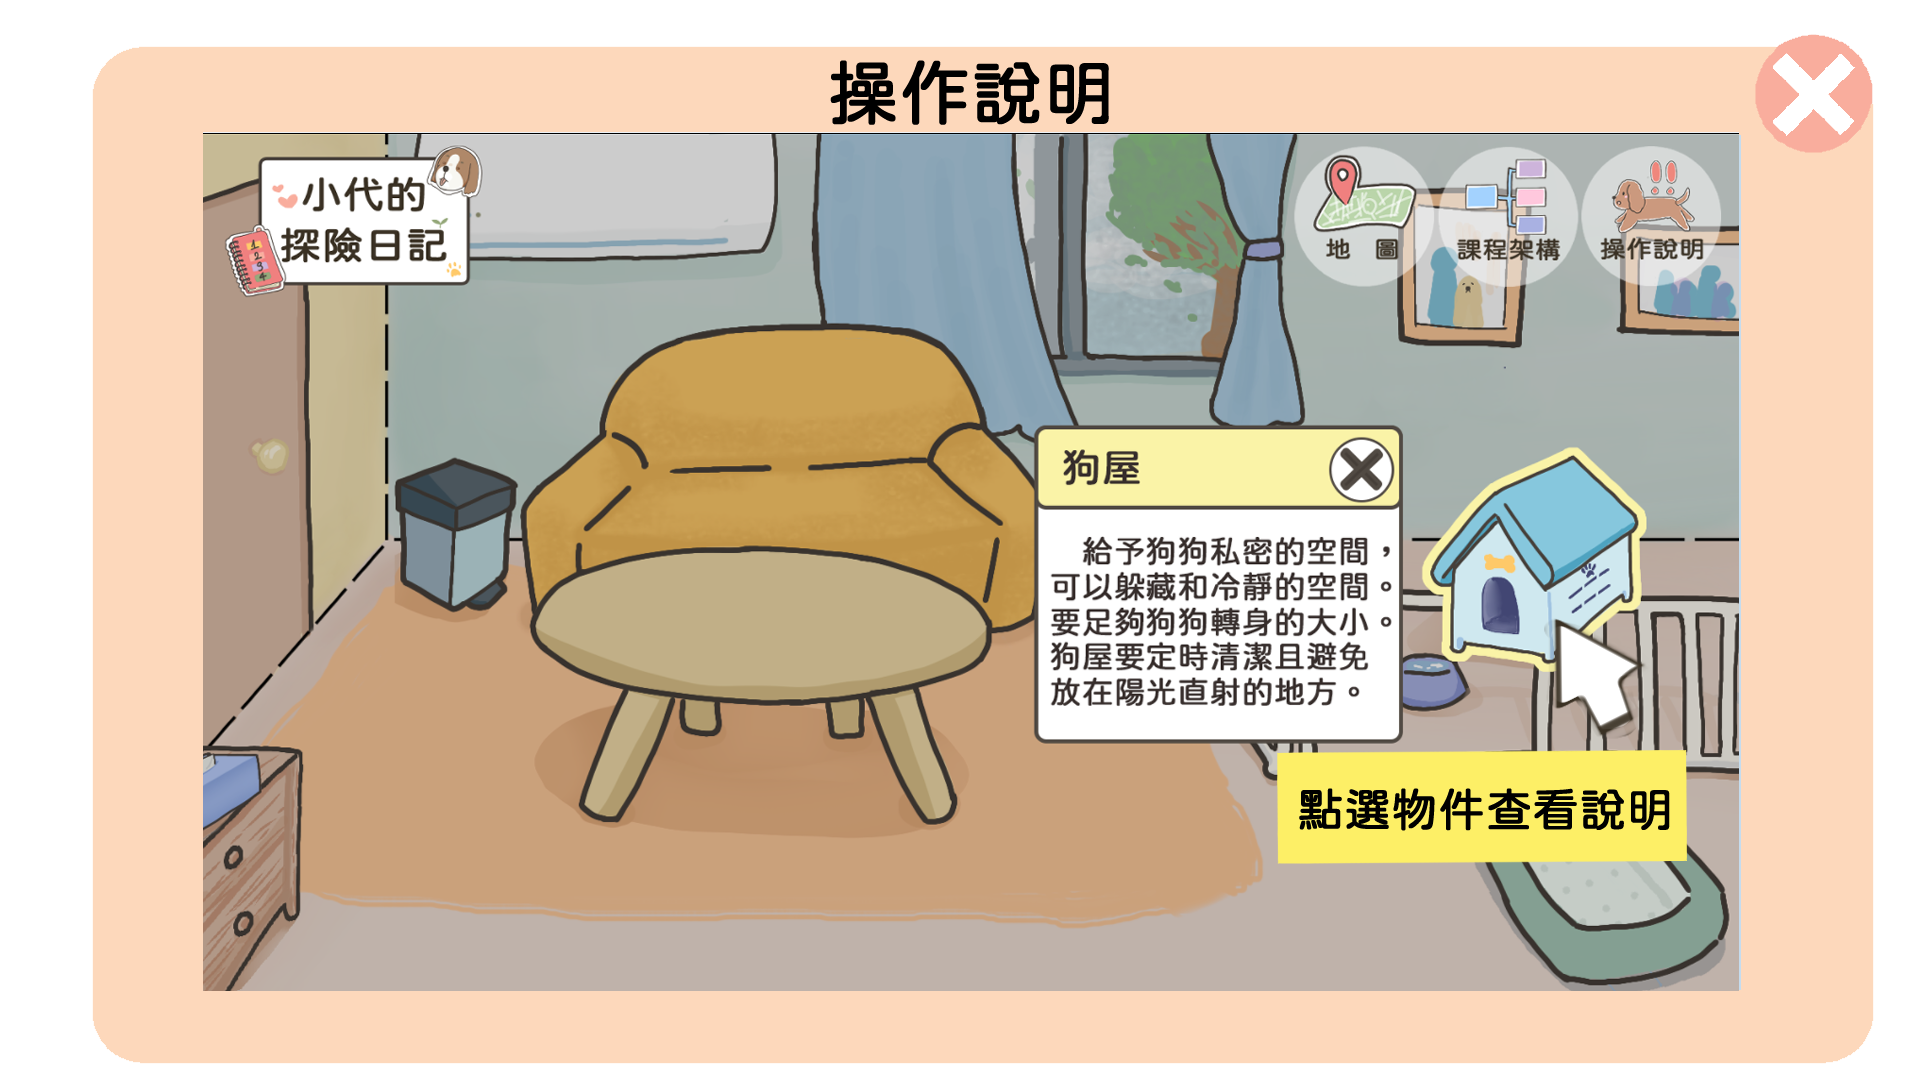 操作說明
小代的
探險日記
1
2
3
4
地 圖
課程架構
操作說明
狗屋
給予狗狗私密的空間，
可以躲藏和冷靜的空間。
要足夠狗狗轉身的大小。
狗屋要定時清潔且避免
放在陽光直射的地方。
點選物件查看說明